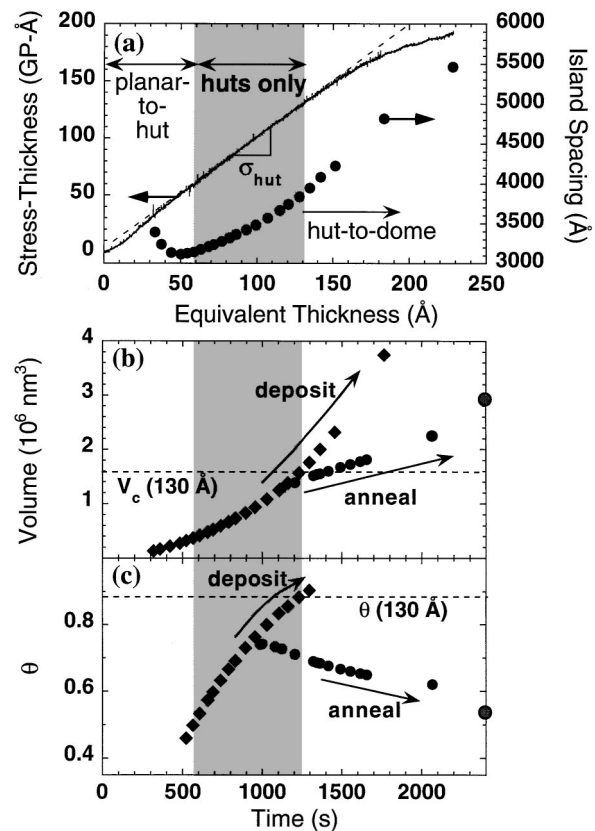 (a)
planar-
to-
hut
huts only
σhut
hut-to-dome
Stress-Thickness (GP-Å)
200
150
100
50
0
Island Spacing (Å)
6000
5500
5000
4500
4000
3500
3000
0 50 100 150 200 250
Equivalent Thickness (Å)
(b)
deposit
Vc (130 Å)
anneal
Volume (10⁶ nm³)
4
3
2
1
(c)
deposit
θ (130 Å)
anneal
θ
0.8
0.6
0.4
0 500 1000 1500 2000
Time (s)